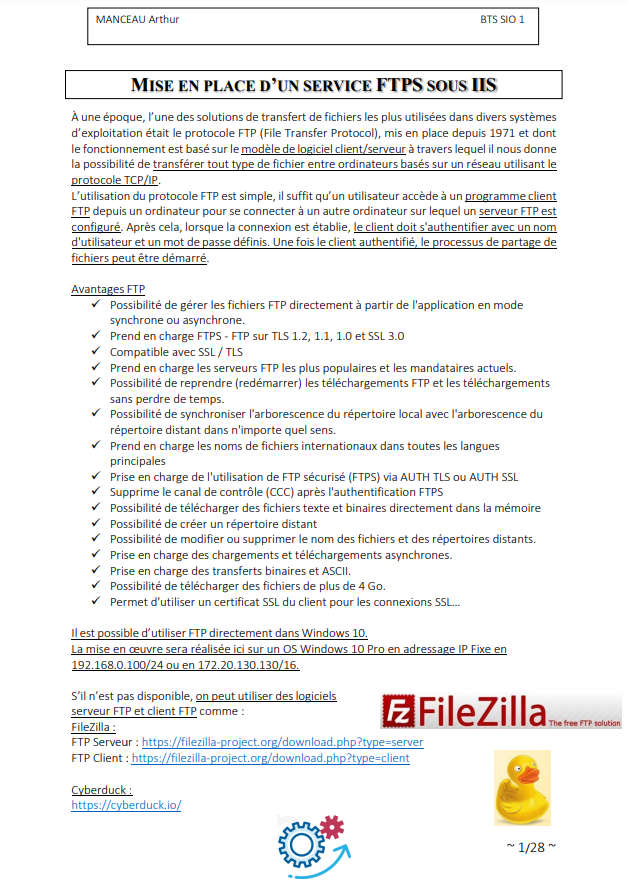 MANCEAU Arthur BTS SIO 1
MISE EN PLACE D'UN SERVICE FTPS SOUS IIS
À une époque, l'une des solutions de transfert de fichiers les plus utilisées dans divers systèmes
d'exploitation était le protocole FTP (File Transfer Protocol), mis en place depuis 1971 et dont
le fonctionnement est basé sur le modèle de logiciel client/serveur à travers lequel il nous donne
la possibilité de transférer tout type de fichier entre ordinateurs basés sur un réseau utilisant le
protocole TCP/IP.
L'utilisation du protocole FTP est simple, il suffit qu'un utilisateur accède à un programme client
FTP depuis un ordinateur pour se connecter à un autre ordinateur sur lequel un serveur FTP est
configuré. Après cela, lorsque la connexion est établie, le client doit s'authentifier avec un nom
d'utilisateur et un mot de passe définis. Une fois le client authentifié, le processus de partage de
fichiers peut être démarré.
Avantages FTP
✓ Possibilité de gérer les fichiers FTP directement à partir de l'application en mode
synchrone ou asynchrone.
✓ Prend en charge FTPS - FTP sur TLS 1.2, 1.1, 1.0 et SSL 3.0
✓ Compatible avec SSL / TLS
✓ Prend en charge les serveurs FTP les plus populaires et les mandataires actuels.
✓ Possibilité de reprendre (redémarrer) les téléchargements FTP et les téléchargements
sans perdre de temps.
✓ Possibilité de synchroniser l'arborescence du répertoire local avec l'arborescence du
répertoire distant dans n'importe quel sens.
✓ Prend en charge les noms de fichiers internationaux dans toutes les langues
principales
✓ Prise en charge de l'utilisation de FTP sécurisé (FTPS) via AUTH TLS ou AUTH SSL
✓ Supprime le canal de contrôle (CCC) après l'authentification FTPS
✓ Possibilité de télécharger des fichiers texte et binaires directement dans la mémoire
✓ Possibilité de créer un répertoire distant
✓ Possibilité de modifier ou supprimer le nom des fichiers et des répertoires distants.
✓ Prise en charge des chargements et téléchargements asynchrones.
✓ Prise en charge des transferts binaires et ASCII.
✓ Possibilité de télécharger des fichiers de plus de 4 Go.
✓ Permet d'utiliser un certificat SSL du client pour les connexions SSL…
Il est possible d'utiliser FTP directement dans Windows 10.
La mise en œuvre sera réalisée ici sur un OS Windows 10 Pro en adressage IP Fixe en
192.168.0.100/24 ou en 172.20.130.130/16.
S'il n'est pas disponible, on peut utiliser des logiciels
serveur FTP et client FTP comme :
FileZilla :
FTP Serveur : https://filezilla-project.org/download.php?type=server
FTP Client : https://filezilla-project.org/download.php?type=client
Fz FileZilla The free FTP solution
Cyberduck :
https://cyberduck.io/
~ 1/28 ~